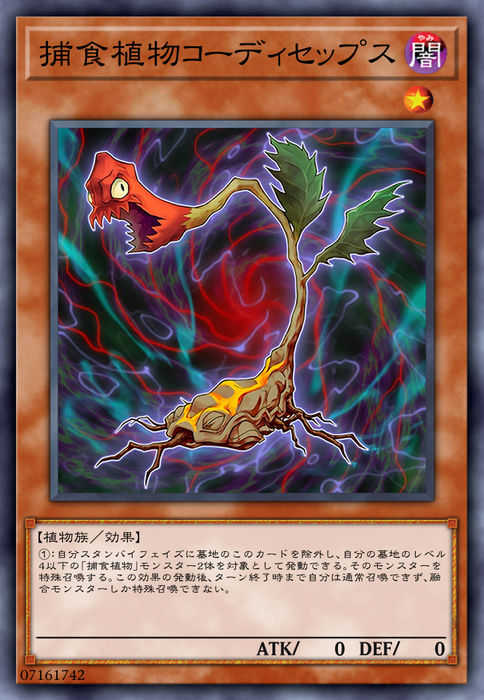 捕食植物コーディセップス
やみ
闇
【植物族／効果】
①：自分スタンバイフェイズに墓地のこのカードを除外し、自分の墓地のレベル
4以下の「捕食植物」モンスター2体を対象として発動できる。そのモンスターを
特殊召喚する。この効果の発動後、ターン終了時まで自分は通常召喚できず、融
合モンスターしか特殊召喚できない。
ATK/ 0 DEF/ 0
07161742